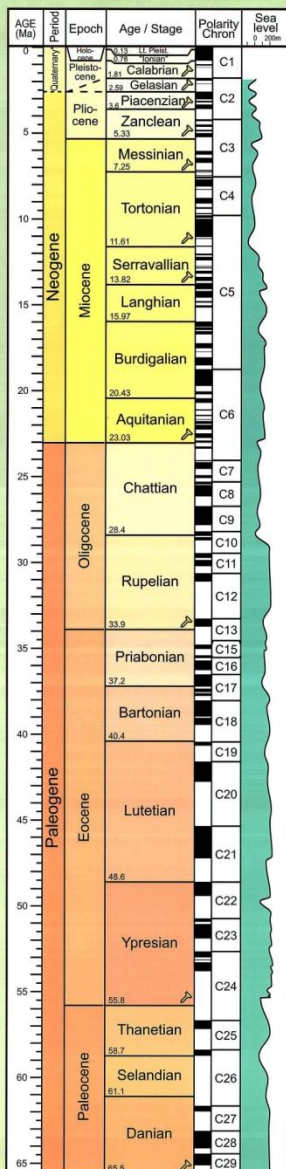 AGE
(Ma)
Period
Epoch
Age / Stage
Polarity
Chron
Sea
level
0 200m
Quaternary*
Holo-
cene
Pleisto-
cene
Plio-
cene
0.13 Lt. Pleist.
0.78 "Ionian"
Calabrian
1.81
Gelasian
2.59
Piacenzian
3.6
Zanclean
5.33
Messinian
7.25
Tortonian
11.61
Serravallian
13.82
Langhian
15.97
Burdigalian
20.43
Aquitanian
23.03
Chattian
28.4
Rupelian
33.9
Priabonian
37.2
Bartonian
40.4
Lutetian
48.6
Ypresian
55.8
Thanetian
58.7
Selandian
61.1
Danian
65.5
Neogene
Paleogene
Miocene
Oligocene
Eocene
Paleocene
0
5
10
15
20
25
30
35
40
45
50
55
60
65
C1
C2
C3
C4
C5
C6
C7
C8
C9
C10
C11
C12
C13
C15
C16
C17
C18
C19
C20
C21
C22
C23
C24
C25
C26
C27
C28
C29